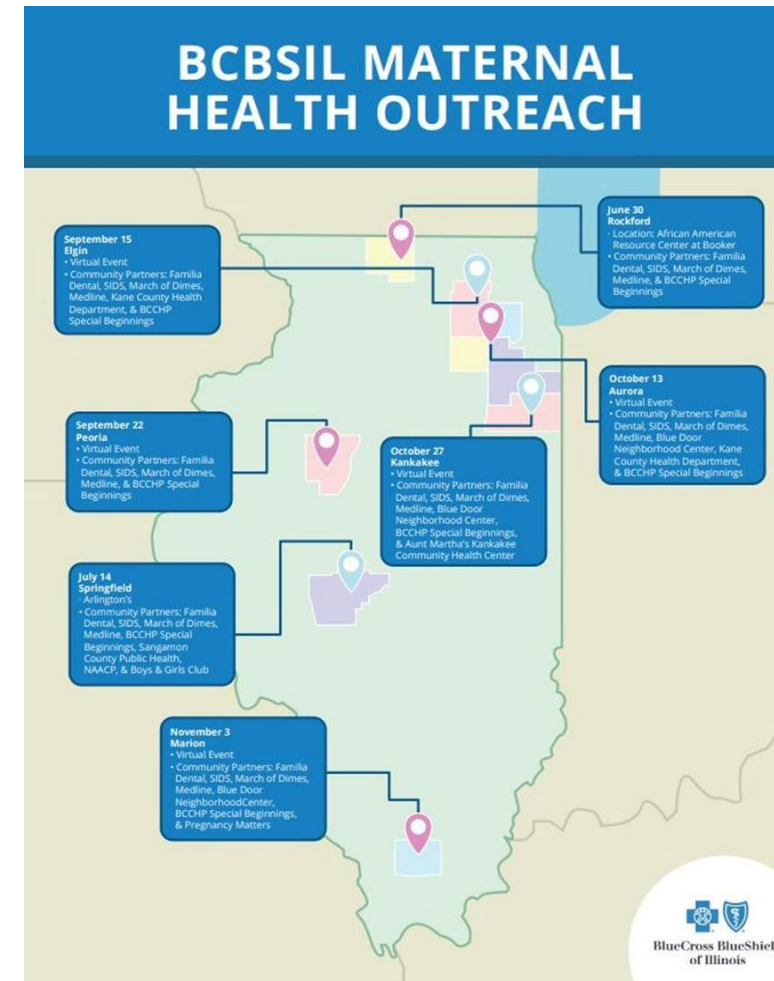 BCBSIL MATERNAL
HEALTH OUTREACH
June 30
Rockford
· Location: African American
Resource Center at Booker
• Community Partners: Familia
Dental, SIDS, March of Dimes,
Medline, & BCCHP Special
Beginnings
September 15
Elgin
• Virtual Event
• Community Partners: Familia
Dental, SIDS, March of Dimes,
Medline, Kane County Health
Department, & BCCHP
Special Beginnings
October 13
Aurora
• Virtual Event
• Community Partners: Familia
Dental, SIDS, March of Dimes,
Medline, Blue Door
Neighborhood Center, Kane
County Health Department,
& BCCHP Special Beginnings
September 22
Peoria
• Virtual Event
• Community Partners: Familia
Dental, SIDS, March of Dimes,
Medline, & BCCHP Special
Beginnings
October 27
Kankakee
• Virtual Event
• Community Partners: Familia
Dental, SIDS, March of Dimes,
Medline, Blue Door
Neighborhood Center,
BCCHP Special Beginnings,
& Aunt Martha's Kankakee
Community Health Center
July 14
Springfield
· Arlington's
• Community Partners: Familia
Dental, SIDS, March of Dimes,
Medline, BCCHP Special
Beginnings, Sangamon
County Public Health,
NAACP, & Boys & Girls Club
November 3
Marion
• Virtual Event
• Community Partners: Familia
Dental, SIDS, March of Dimes,
Medline, Blue Door
NeighborhoodCenter,
BCCHP Special Beginnings,
& Pregnancy Matters
BlueCross BlueShiel
of Illinois